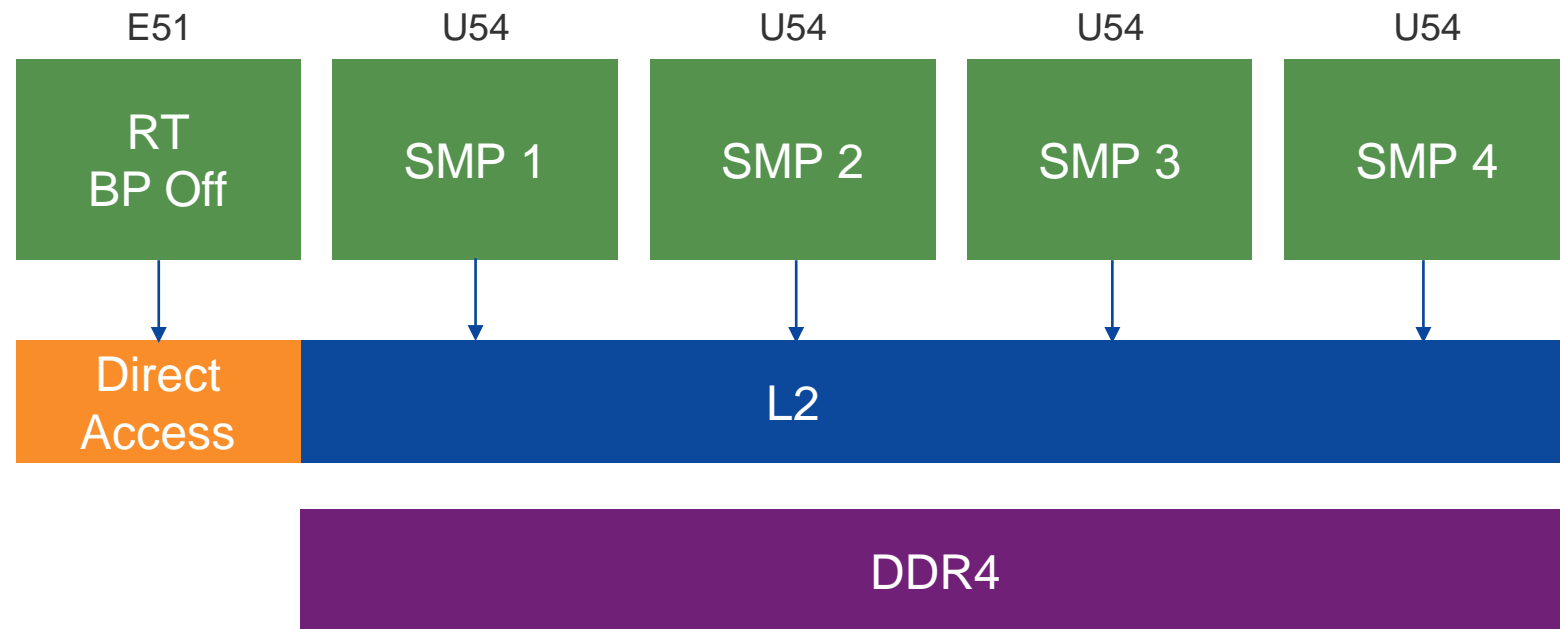 E51
U54
U54
U54
U54
RT
BP Off
SMP 1
SMP 2
SMP 3
SMP 4
Direct
Access
L2
DDR4